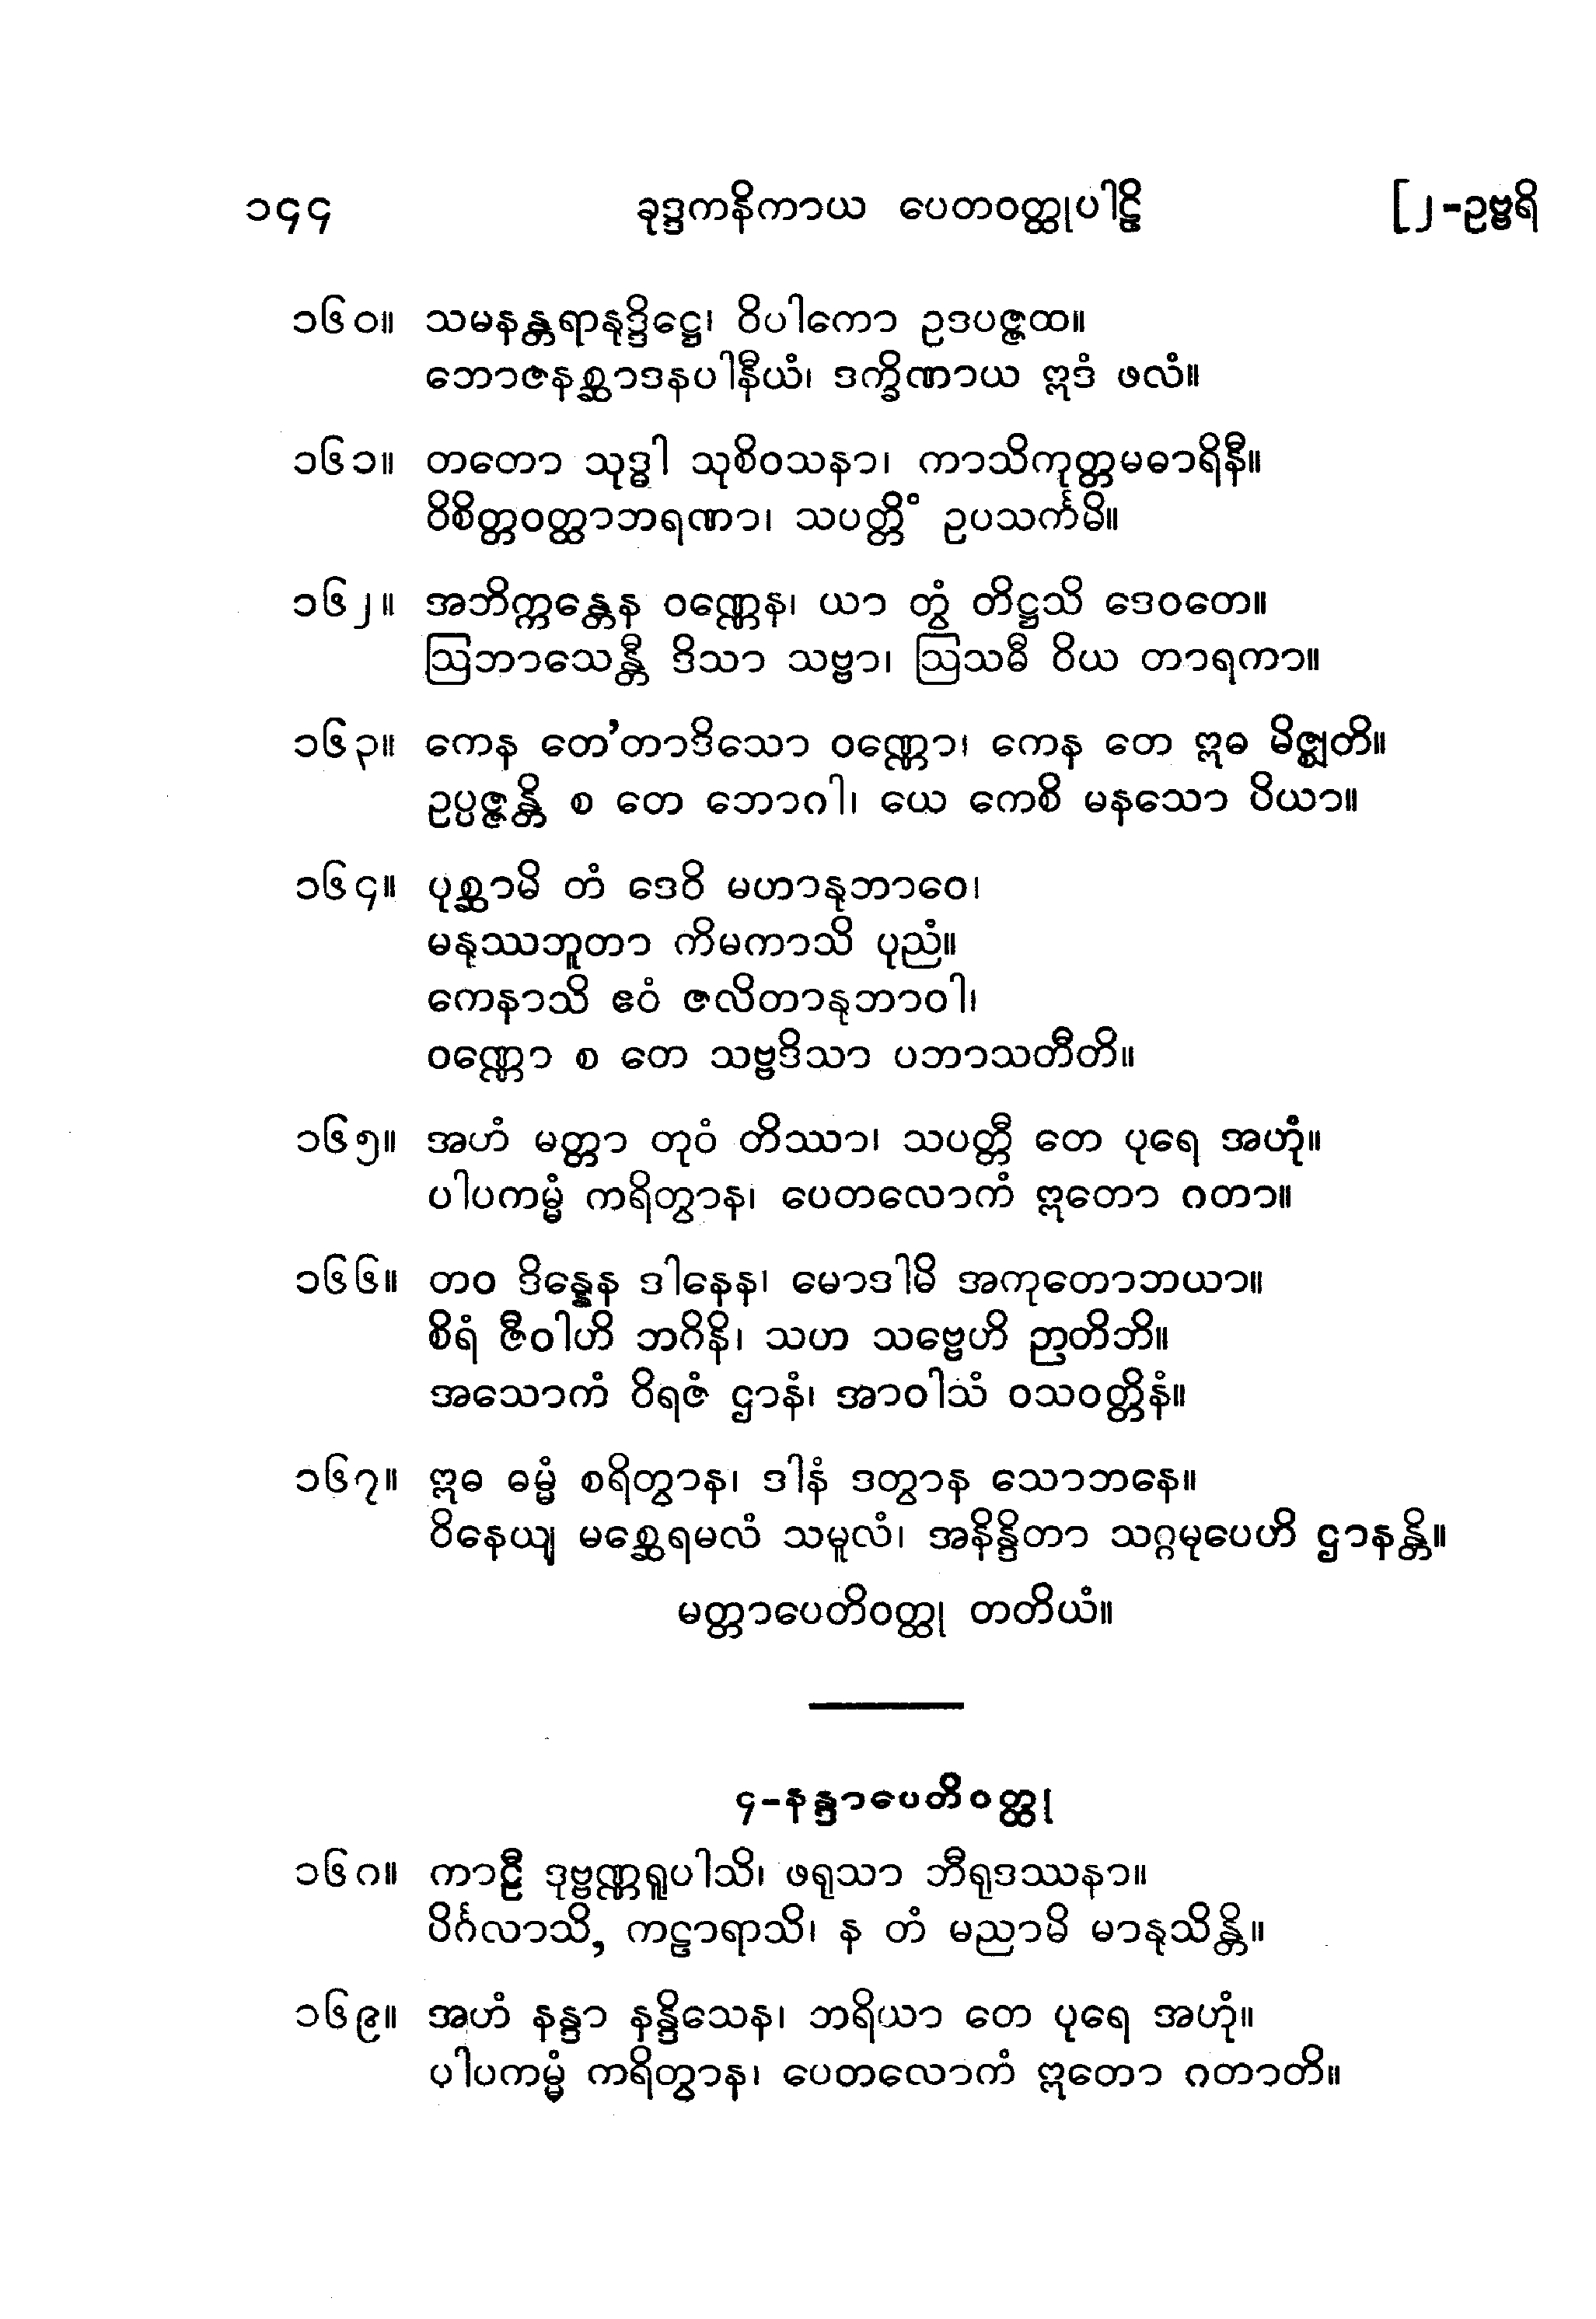 ၁၄၄ ခုဒ္ဒကနိကာယ ပေတဝတ္ထုပါဠိ [၂-ဥဗ္ဗရိ
၁၆၀။ သမနန္တရာနုဒ္ဒိဋ္ဌေ၊ ဝိပါကော ဥဒပဇ္ဇထ။
ဘောဇနစ္ဆာဒနပါနီယံ၊ ဒက္ခိဏာယ ဣဒံ ဖလံ။
၁၆၁။ တတော သုဒ္ဓါ သုစိဝသနာ၊ ကာသိကုတ္တမဓာရိနီ။
ဝိစိတ္တဝတ္ထာဘရဏာ၊ သပတ္တိံ ဥပသင်္ကမိ။
၁၆၂။ အဘိက္ကန္တေန ဝဏ္ဏေန၊ ယာ တွံ တိဋ္ဌသိ ဒေဝတေ။
ဩဘာသေန္တီ ဒိသာ သဗ္ဗာ၊ ဩသဓီ ဝိယ တာရကာ။
၁၆၃။ ကေန တေ’တာဒိသော ဝဏ္ဏော၊ ကေန တေ ဣဓ မိဇ္ဈတိ။
ဥပ္ပဇ္ဇန္တိ စ တေ ဘောဂါ၊ ယေ ကေစိ မနသော ပိယာ။
၁၆၄။ ပုစ္ဆာမိ တံ ဒေဝိ မဟာနုဘာဝေ၊
မနုဿဘူတာ ကိမကာသိ ပုညံ။
ကေနာသိ ဧဝံ ဇလိတာနုဘာဝါ၊
ဝဏ္ဏော စ တေ သဗ္ဗဒိသာ ပဘာသတီတိ။
၁၆၅။ အဟံ မတ္တာ တုဝံ တိဿာ၊ သပတ္တီ တေ ပုရေ အဟုံ။
ပါပကမ္မံ ကရိတွာန၊ ပေတလောကံ ဣတော ဂတာ။
၁၆၆။ တဝ ဒိန္နေန ဒါနေန၊ မောဒါမိ အကုတောဘယာ။
စိရံ ဇီဝါဟိ ဘဂိနိ၊ သဟ သဗ္ဗေဟိ ဉာတိဘိ။
အသောကံ ဝိရဇံ ဌာနံ၊ အာဝါသံ ဝသဝတ္တိနံ။
၁၆၇။ ဣဓ ဓမ္မံ စရိတွာန၊ ဒါနံ ဒတွာန သောဘနေ။
ဝိနေယျ မစ္ဆေရမလံ သမူလံ၊ အနိန္ဒိတာ သဂ္ဂမုပေဟိ ဌာနန္တိ။
မတ္တာပေတိဝတ္ထု တတိယံ။
၄-နန္ဒာပေတိဝတ္ထု
၁၆၈။ ကာဠီ ဒုဗ္ဗဏ္ဏရူပါသိ၊ ဖရုသာ ဘီရုဒဿနာ။
ပိင်္ဂလာသိ, ကဠာရာသိ၊ န တံ မညာမိ မာနုသိန္တိ။
၁၆၉။ အဟံ နန္ဒာ နန္ဒိသေန၊ ဘရိယာ တေ ပုရေ အဟုံ။
ပါပကမ္မံ ကရိတွာန၊ ပေတလောကံ ဣတော ဂတာတိ။